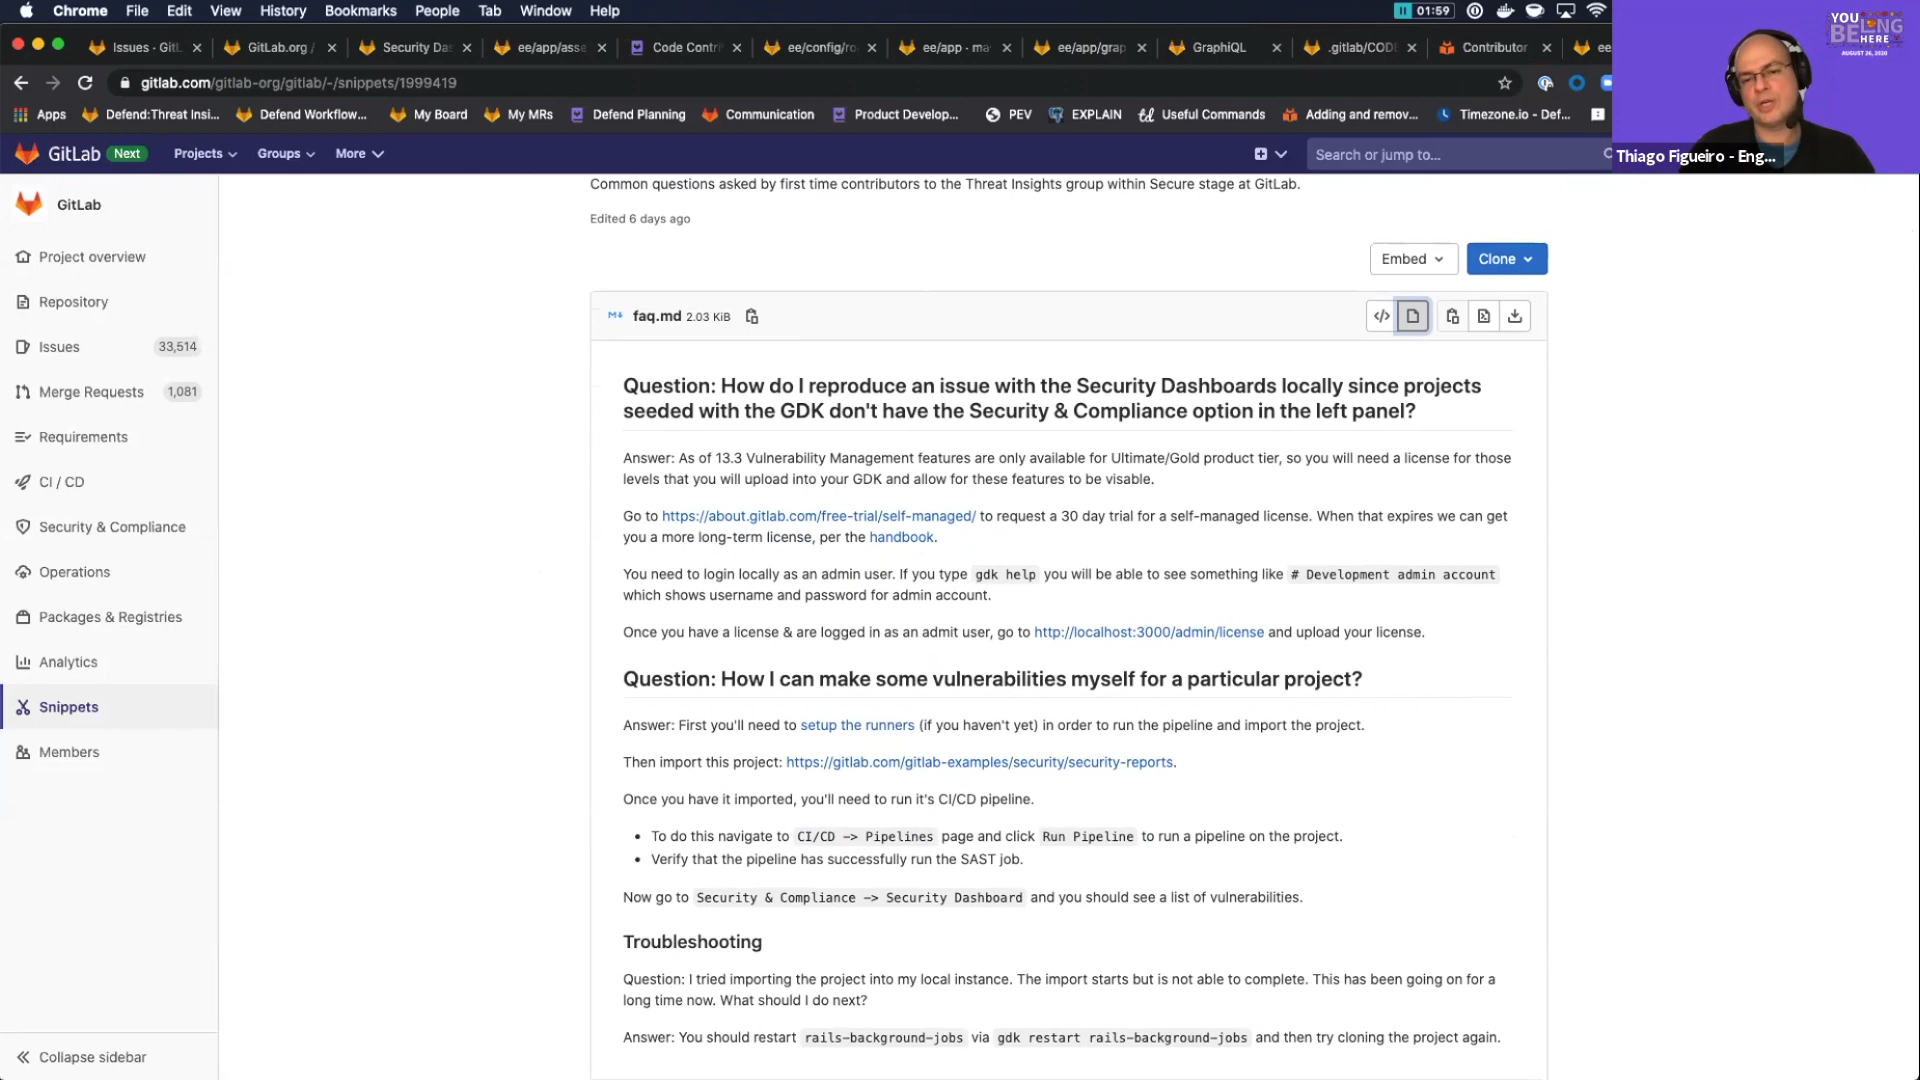 Chrome File Edit View History Bookmarks People Tab Window Help 01:59
Issues · GitL GitLab.org / Security Das ee/app/asse Code Contri ee/config/ro ee/app · ma ee/app/grap GraphiQL .gitlab/CODE Contributor ee
gitlab.com/gitlab-org/gitlab/-/snippets/1999419
Apps Defend:Threat Insi... Defend Workflow... My Board My MRs Defend Planning Communication Product Develop... PEV EXPLAIN Useful Commands Adding and remov... Timezone.io - Def...
YOU
BELONG
HERE
AUGUST 26, 2020
Thiago Figueiro - Eng...
GitLab Next Projects Groups More Search or jump to...
GitLab
Project overview
Repository
Issues 33,514
Merge Requests 1,081
Requirements
CI / CD
Security & Compliance
Operations
Packages & Registries
Analytics
Snippets
Members
Collapse sidebar
Common questions asked by first time contributors to the Threat Insights group within Secure stage at GitLab.
Edited 6 days ago
Embed Clone
M faq.md 2.03 KiB
Question: How do I reproduce an issue with the Security Dashboards locally since projects
seeded with the GDK don't have the Security & Compliance option in the left panel?
Answer: As of 13.3 Vulnerability Management features are only available for Ultimate/Gold product tier, so you will need a license for those
levels that you will upload into your GDK and allow for these features to be visable.
Go to https://about.gitlab.com/free-trial/self-managed/ to request a 30 day trial for a self-managed license. When that expires we can get
you a more long-term license, per the handbook.
You need to login locally as an admin user. If you type gdk help you will be able to see something like # Development admin account
which shows username and password for admin account.
Once you have a license & are logged in as an admit user, go to http://localhost:3000/admin/license and upload your license.
Question: How I can make some vulnerabilities myself for a particular project?
Answer: First you'll need to setup the runners (if you haven't yet) in order to run the pipeline and import the project.
Then import this project: https://gitlab.com/gitlab-examples/security/security-reports.
Once you have it imported, you'll need to run it's CI/CD pipeline.
• To do this navigate to CI/CD -> Pipelines page and click Run Pipeline to run a pipeline on the project.
• Verify that the pipeline has successfully run the SAST job.
Now go to Security & Compliance -> Security Dashboard and you should see a list of vulnerabilities.
Troubleshooting
Question: I tried importing the project into my local instance. The import starts but is not able to complete. This has been going on for a
long time now. What should I do next?
Answer: You should restart rails-background-jobs via gdk restart rails-background-jobs and then try cloning the project again.